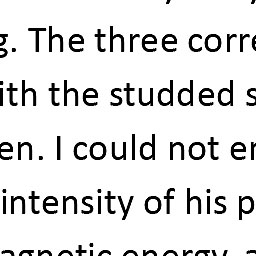 g. The three corre
ith the studded s
en. I could not en
intensity of his p
agnetic energy, a